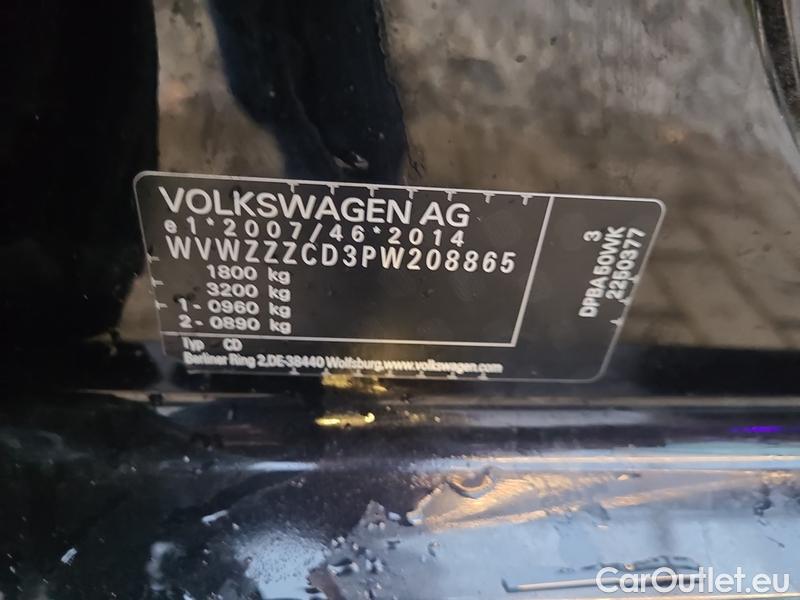 VOLKSWAGEN AG
e1*2007/46*2014
WVWZZZCD3PW208865
1800 kg
3200 kg
1 - 0960 kg
2 - 0890 kg
Typ CD
Berliner Ring 2,DE-38440 Wolfsburg,www.volkswagen.com
3
DPBA50WK
2250377
CarOutlet.eu